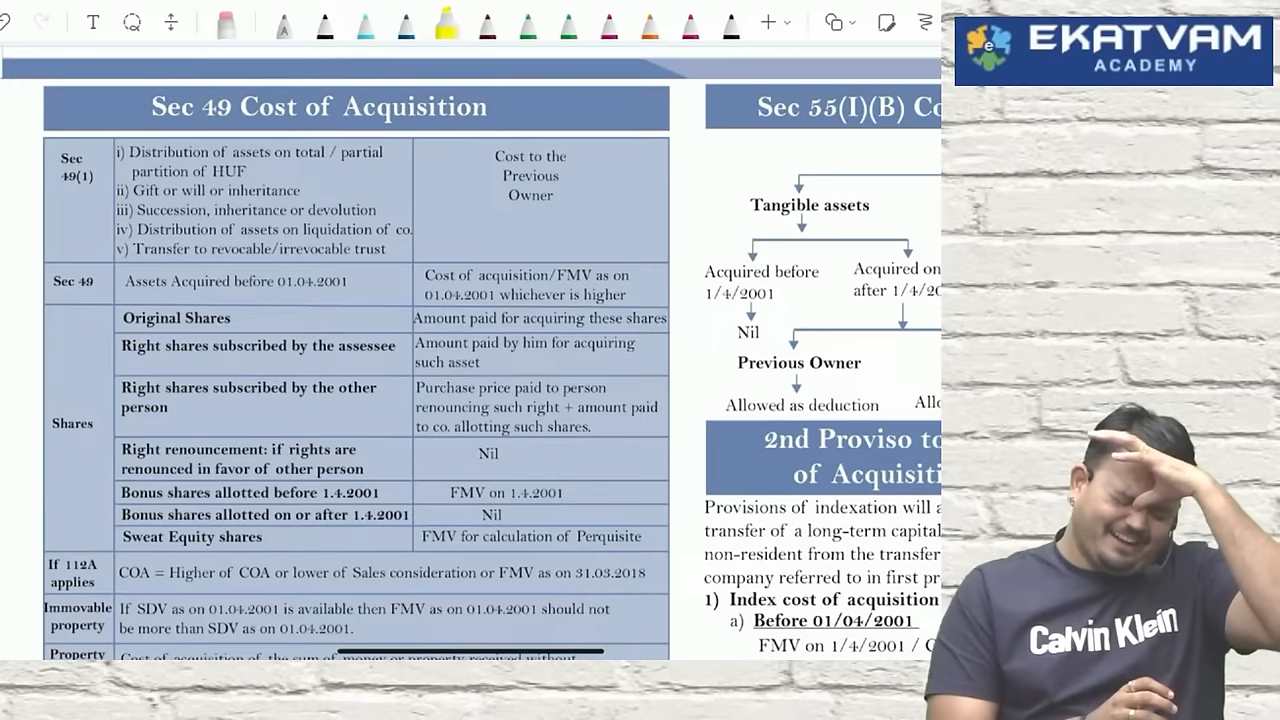 EKATVAM
ACADEMY
Sec 49 Cost of Acquisition
Sec
49(1)
i) Distribution of assets on total / partial
partition of HUF
ii) Gift or will or inheritance
iii) Succession, inheritance or devolution
iv) Distribution of assets on liquidation of co.
v) Transfer to revocable/irrevocable trust
Cost to the
Previous
Owner
Sec 49
Assets Acquired before 01.04.2001
Cost of acquisition/FMV as on
01.04.2001 whichever is higher
Shares
Original Shares
Amount paid for acquiring these shares
Right shares subscribed by the assessee
Amount paid by him for acquiring
such asset
Right shares subscribed by the other
person
Purchase price paid to person
renouncing such right + amount paid
to co. allotting such shares.
Right renouncement: if rights are
renounced in favor of other person
Nil
Bonus shares allotted before 1.4.2001
FMV on 1.4.2001
Bonus shares allotted on or after 1.4.2001
Nil
Sweat Equity shares
FMV for calculation of Perquisite
If 112A
applies
COA = Higher of COA or lower of Sales consideration or FMV as on 31.03.2018
Immovable
property
If SDV as on 01.04.2001 is available then FMV as on 01.04.2001 should not
be more than SDV as on 01.04.2001.
Property
Cost of acquisition of the sum of money or property received without
Sec 55(I)(B) Co
Tangible assets
Acquired before
1/4/2001
Acquired on
after 1/4/20
Nil
Previous Owner
Allowed as deduction
Allo
2nd Proviso to
of Acquisiti
Provisions of indexation will a
transfer of a long-term capital
non-resident from the transfer
company referred to in first pr
1) Index cost of acquisition
a) Before 01/04/2001
FMV on 1/4/2001 / C
Calvin Klein